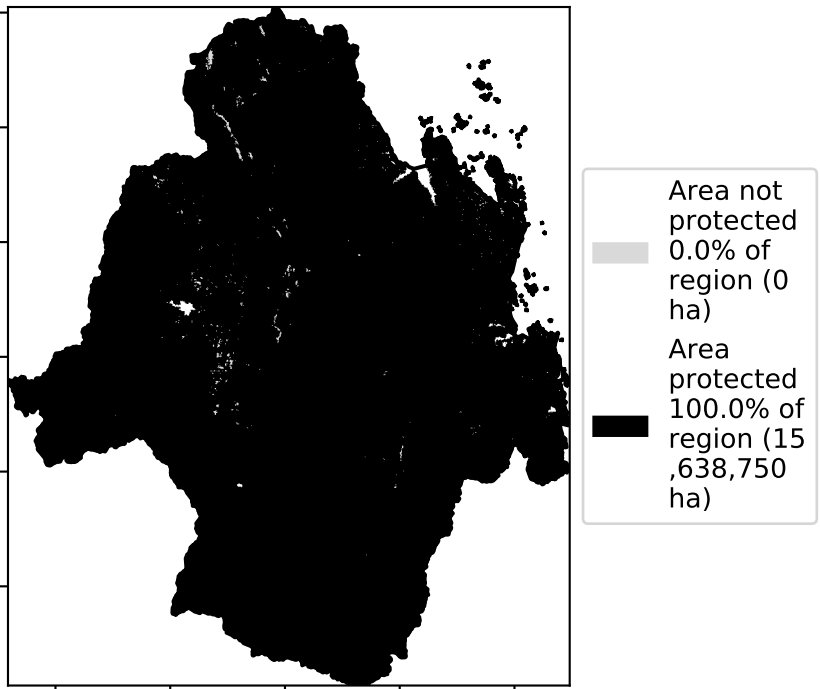 Area not
protected
0.0% of
region (0
ha)
Area
protected
100.0% of
region (15
,638,750
ha)